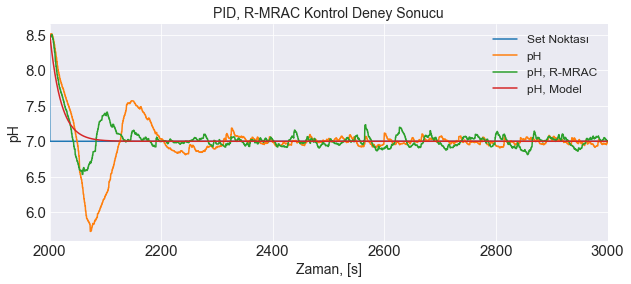 PID, R-MRAC Kontrol Deney Sonucu
Set Noktası
pH
pH, R-MRAC
pH, Model
pH
8.5
8.0
7.5
7.0
6.5
6.0
2000
2200
2400
2600
2800
3000
Zaman, [s]